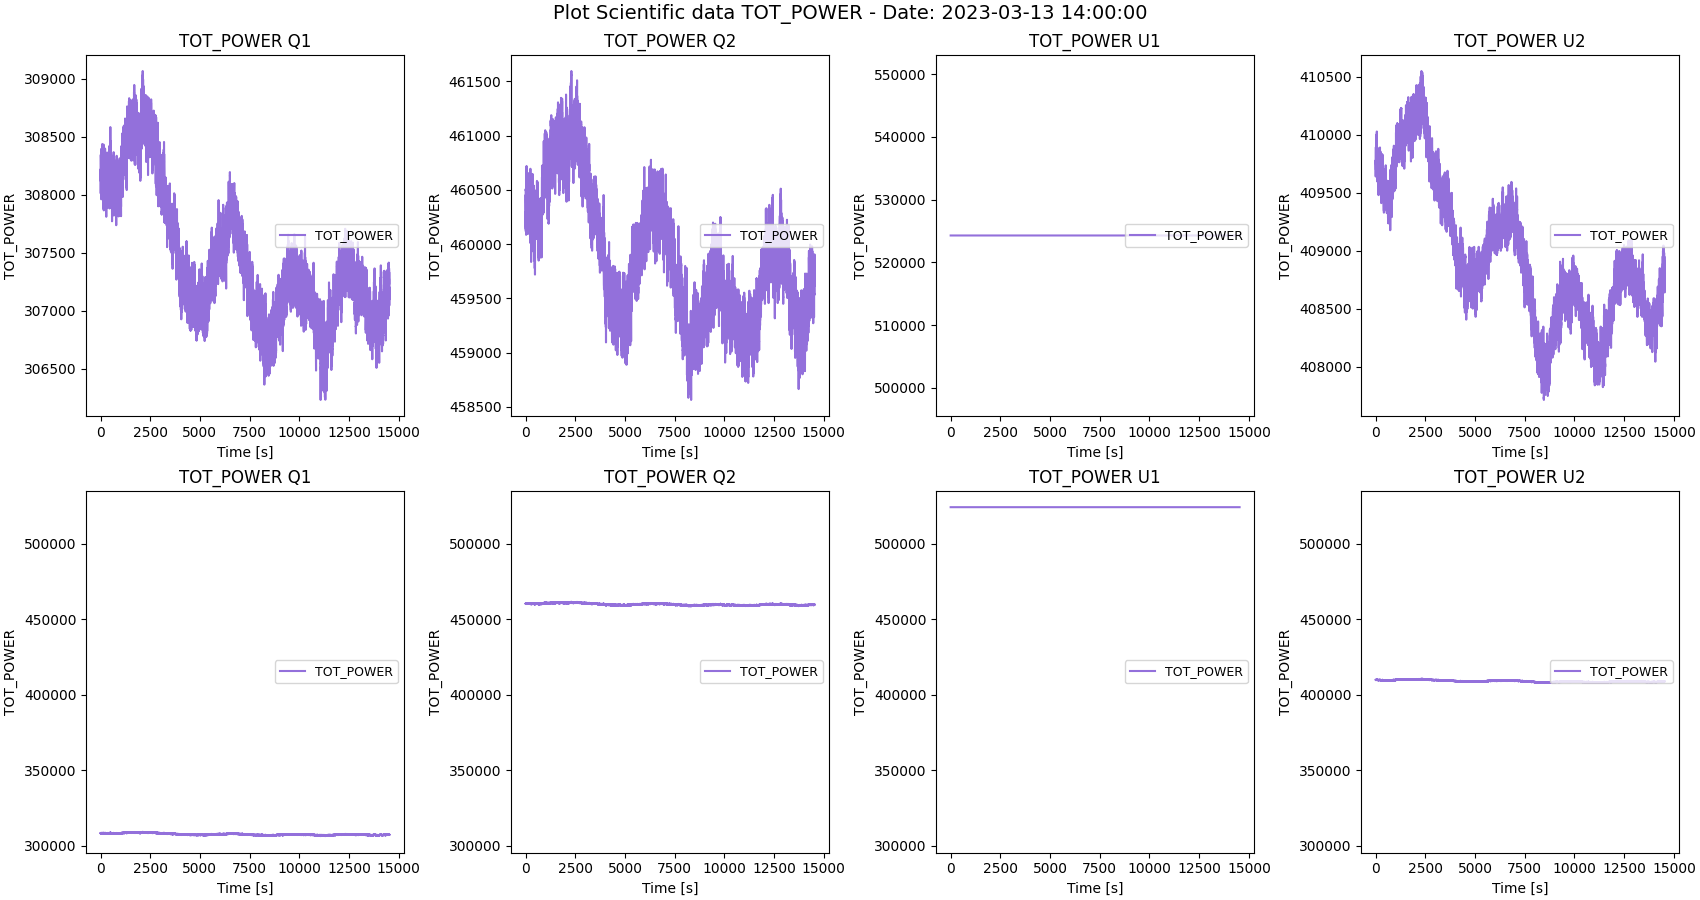 Plot Scientific data TOT_POWER - Date: 2023-03-13 14:00:00
TOT_POWER Q1
TOT_POWER
309000
308500
308000
307500
307000
306500
TOT_POWER
0 2500 5000 7500 10000 12500 15000
Time [s]
TOT_POWER Q2
TOT_POWER
461500
461000
460500
460000
459500
459000
458500
TOT_POWER
0 2500 5000 7500 10000 12500 15000
Time [s]
TOT_POWER U1
TOT_POWER
550000
540000
530000
520000
510000
500000
TOT_POWER
0 2500 5000 7500 10000 12500 15000
Time [s]
TOT_POWER U2
TOT_POWER
410500
410000
409500
409000
408500
408000
TOT_POWER
0 2500 5000 7500 10000 12500 15000
Time [s]
TOT_POWER Q1
TOT_POWER
500000
450000
400000
350000
300000
TOT_POWER
0 2500 5000 7500 10000 12500 15000
Time [s]
TOT_POWER Q2
TOT_POWER
500000
450000
400000
350000
300000
TOT_POWER
0 2500 5000 7500 10000 12500 15000
Time [s]
TOT_POWER U1
TOT_POWER
500000
450000
400000
350000
300000
TOT_POWER
0 2500 5000 7500 10000 12500 15000
Time [s]
TOT_POWER U2
TOT_POWER
500000
450000
400000
350000
300000
TOT_POWER
0 2500 5000 7500 10000 12500 15000
Time [s]